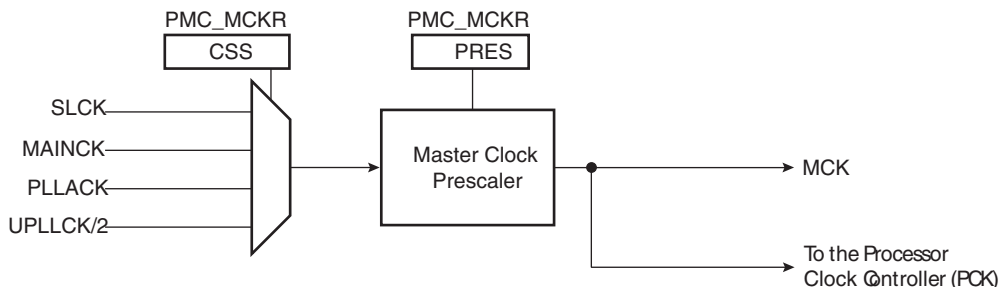 PMC_MCKR
PMC_MCKR
CSS
PRES
SLCK
MAINCK
PLLACK
UPLLCK/2
Master Clock
Prescaler
MCK
To the Processor
Clock Controller (PCK)